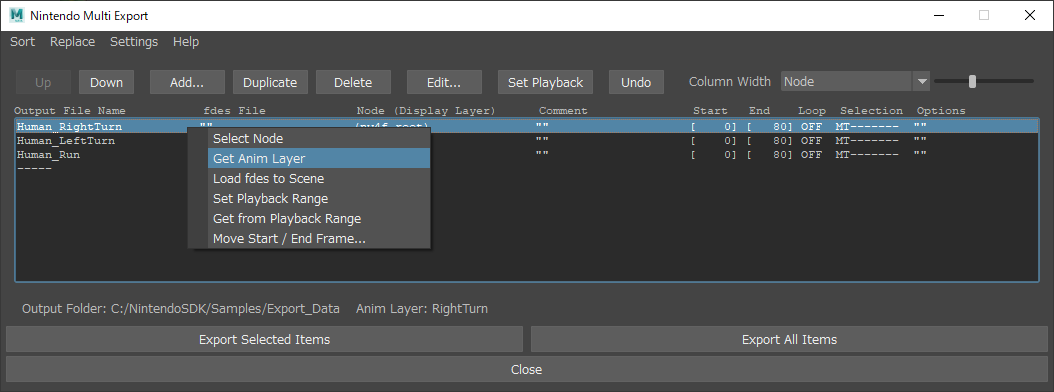 Nintendo Multi Export
Sort Replace Settings Help
Up Down Add... Duplicate Delete Edit... Set Playback Undo Column Width Node
Output File Name fdes File Node (Display Layer) Comment Start End Loop Selection Options
Human_RightTurn "" "" [ 0] [ 80] OFF MT------- ""
Human_LeftTurn "" [ 0] [ 80] OFF MT------- ""
Human_Run "" [ 0] [ 80] OFF MT------- ""
-----
Select Node
Get Anim Layer
Load fdes to Scene
Set Playback Range
Get from Playback Range
Move Start / End Frame...
Output Folder: C:/NintendoSDK/Samples/Export_Data Anim Layer: RightTurn
Export Selected Items Export All Items
Close